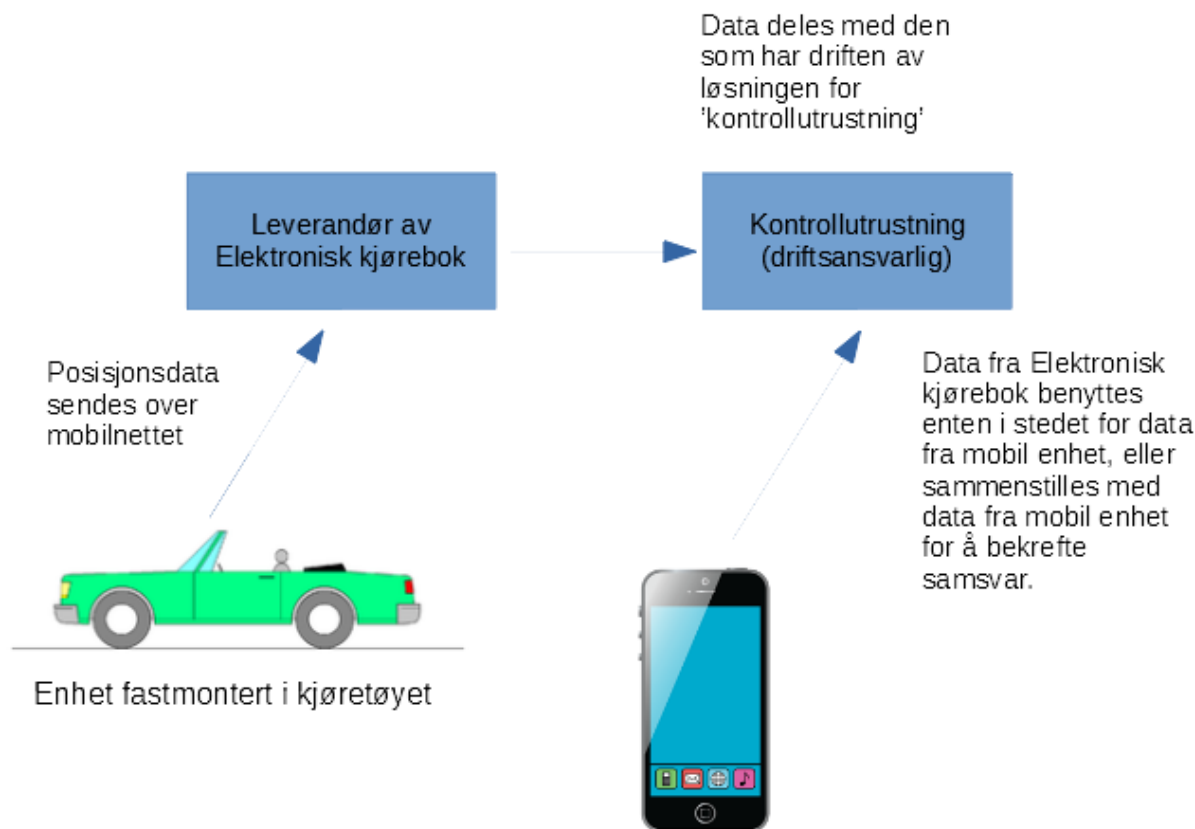 Data deles med den
som har driften av
løsningen for
'kontrollutrustning'
Leverandør av
Elektronisk kjørebok
Kontrollutrustning
(driftsansvarlig)
Posisjonsdata
sendes over
mobilnettet
Data fra Elektronisk
kjørebok benyttes
enten i stedet for data
fra mobil enhet, eller
sammenstilles med
data fra mobil enhet
for å bekrefte
samsvar.
Enhet fastmontert i kjøretøyet